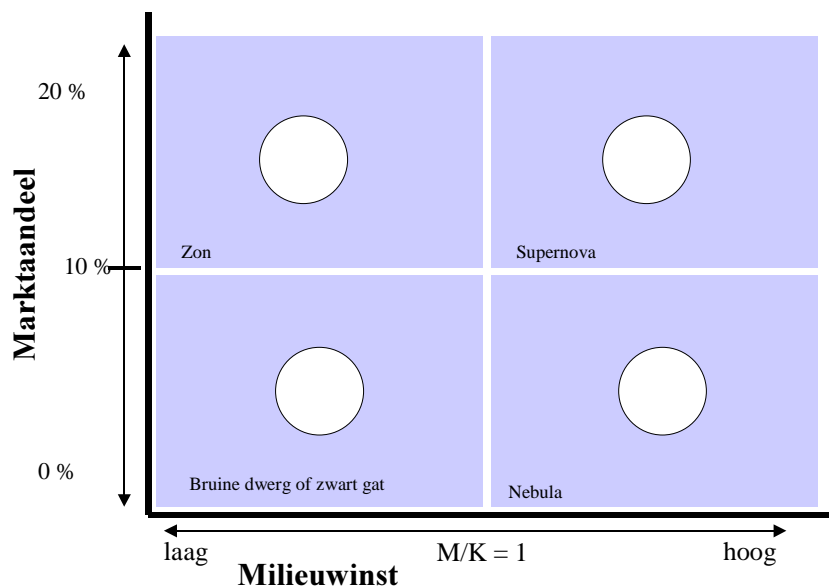 20 %
Marktaandeel
Zon
Supernova
10 %
0 %
Bruine dwerg of zwart gat
Nebula
laag
M/K = 1
hoog
Milieuwinst